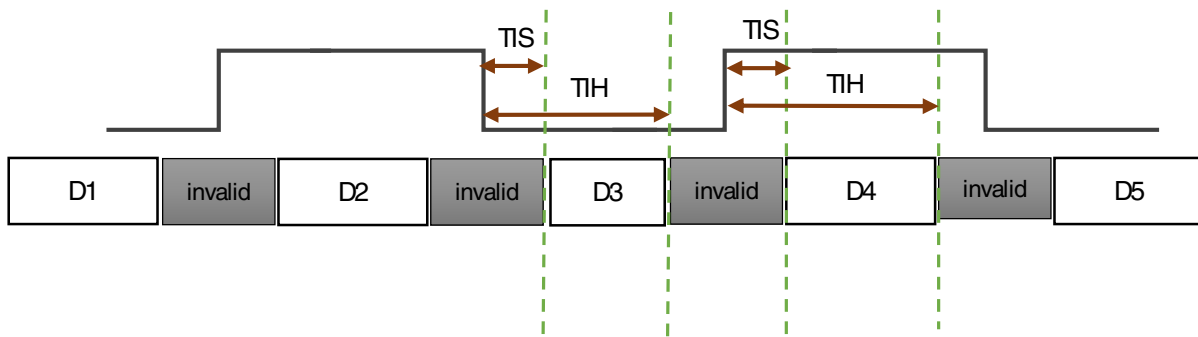 TIS
TIS
TIH
TIH
D1 invalid D2 invalid D3 invalid D4 invalid D5